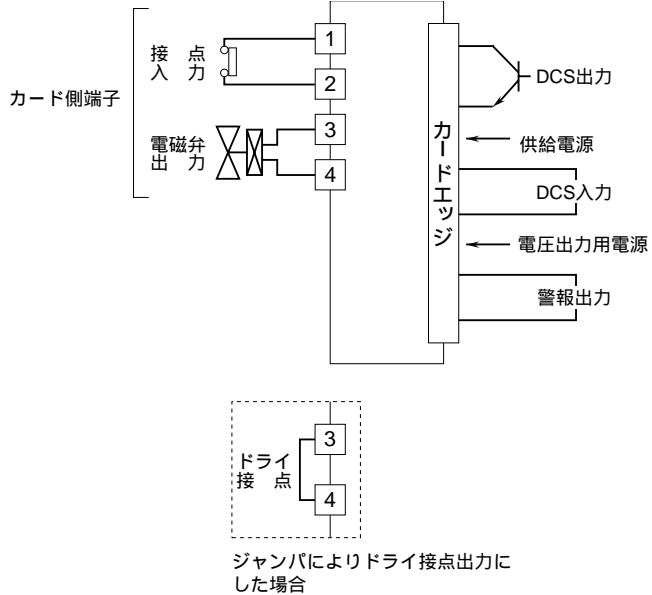 カード側端子
接　点
入　力
1
2
電磁弁
出　力
3
4
カードエッジ
DCS出力
供給電源
DCS入力
電圧出力用電源
警報出力
ドライ
接　点
3
4
ジャンパによりドライ接点出力に
した場合